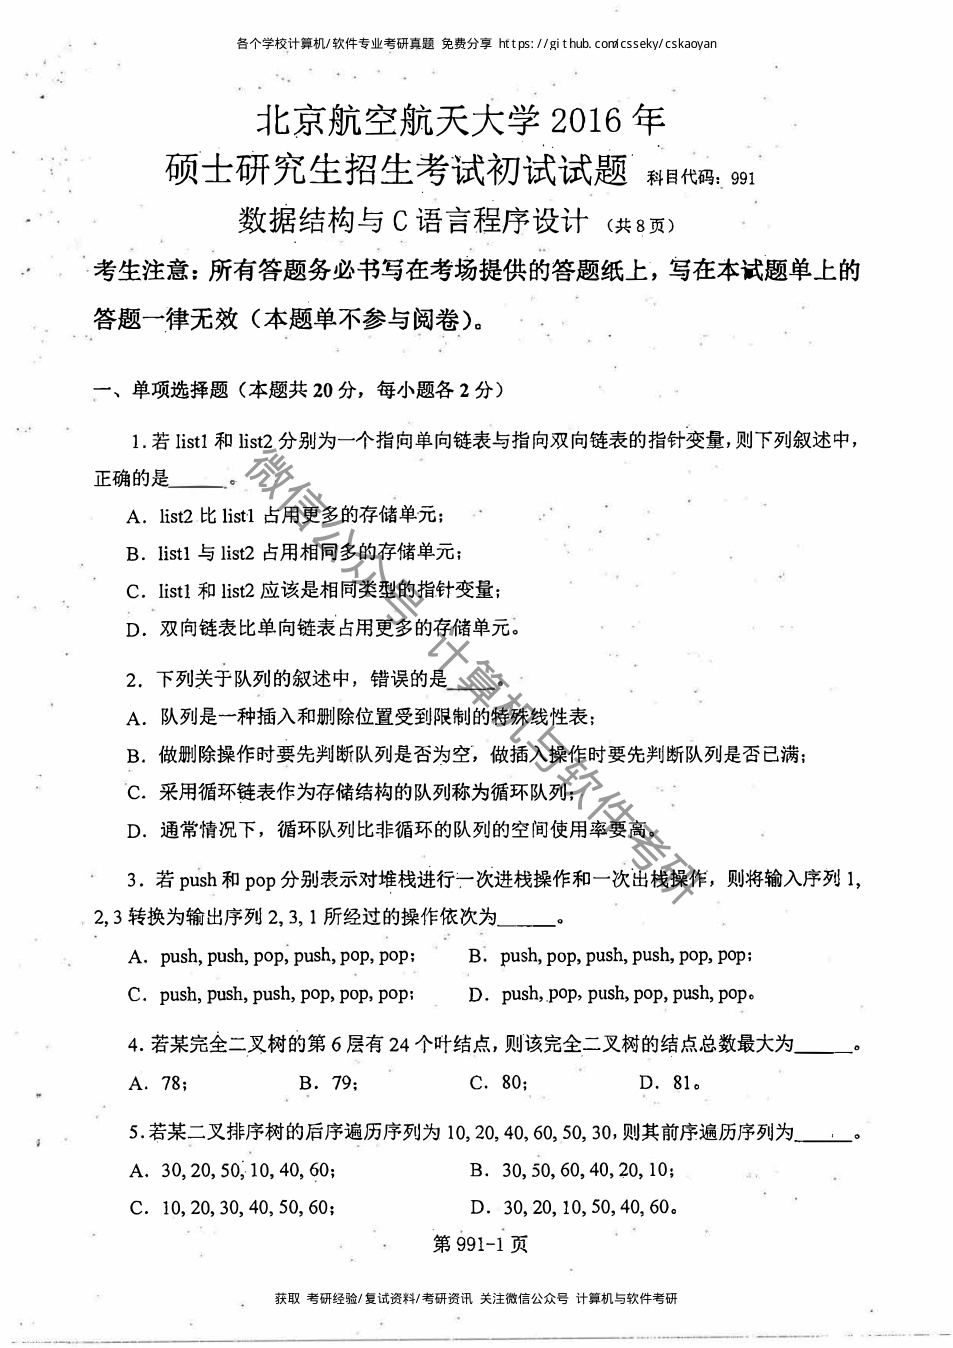 各个学校计算机/软件专业考研真题 免费分享 https://github.com/csseky/cskaoyan
北京航空航天大学 2016 年
硕士研究生招生考试初试试题 科目代码: 991
数据结构与 C 语言程序设计 (共 8 页)
考生注意：所有答题务必书写在考场提供的答题纸上，写在本试题单上的
答题一律无效（本题单不参与阅卷）。
一、单项选择题（本题共 20 分，每小题各 2 分）
1.若 list1 和 list2 分别为一个指向单向链表与指向双向链表的指针变量，则下列叙述中，
正确的是______。
A．list2 比 list1 占用更多的存储单元；
B．list1 与 list2 占用相同多的存储单元；
C．list1 和 list2 应该是相同类型的指针变量；
D．双向链表比单向链表占用更多的存储单元。
2．下列关于队列的叙述中，错误的是_____。
A．队列是一种插入和删除位置受到限制的特殊线性表；
B．做删除操作时要先判断队列是否为空，做插入操作时要先判断队列是否已满；
C．采用循环链表作为存储结构的队列称为循环队列；
D．通常情况下，循环队列比非循环的队列的空间使用率要高。
3．若 push 和 pop 分别表示对堆栈进行一次进栈操作和一次出栈操作，则将输入序列 1,
2, 3 转换为输出序列 2, 3, 1 所经过的操作依次为______。
A．push, push, pop, push, pop, pop； B．push, pop, push, push, pop, pop；
C．push, push, push, pop, pop, pop； D．push, pop, push, pop, push, pop。
4．若某完全二叉树的第 6 层有 24 个叶结点，则该完全二叉树的结点总数最大为______。
A．78； B．79； C．80； D．81。
5.若某二叉排序树的后序遍历序列为 10, 20, 40, 60, 50, 30，则其前序遍历序列为______。
A．30, 20, 50, 10, 40, 60； B．30, 50, 60, 40, 20, 10；
C．10, 20, 30, 40, 50, 60； D．30, 20, 10, 50, 40, 60。
第 991-1 页
获取 考研经验/复试资料/考研资讯 关注微信公众号 计算机与软件考研
微信公众号 计算机与软件考研